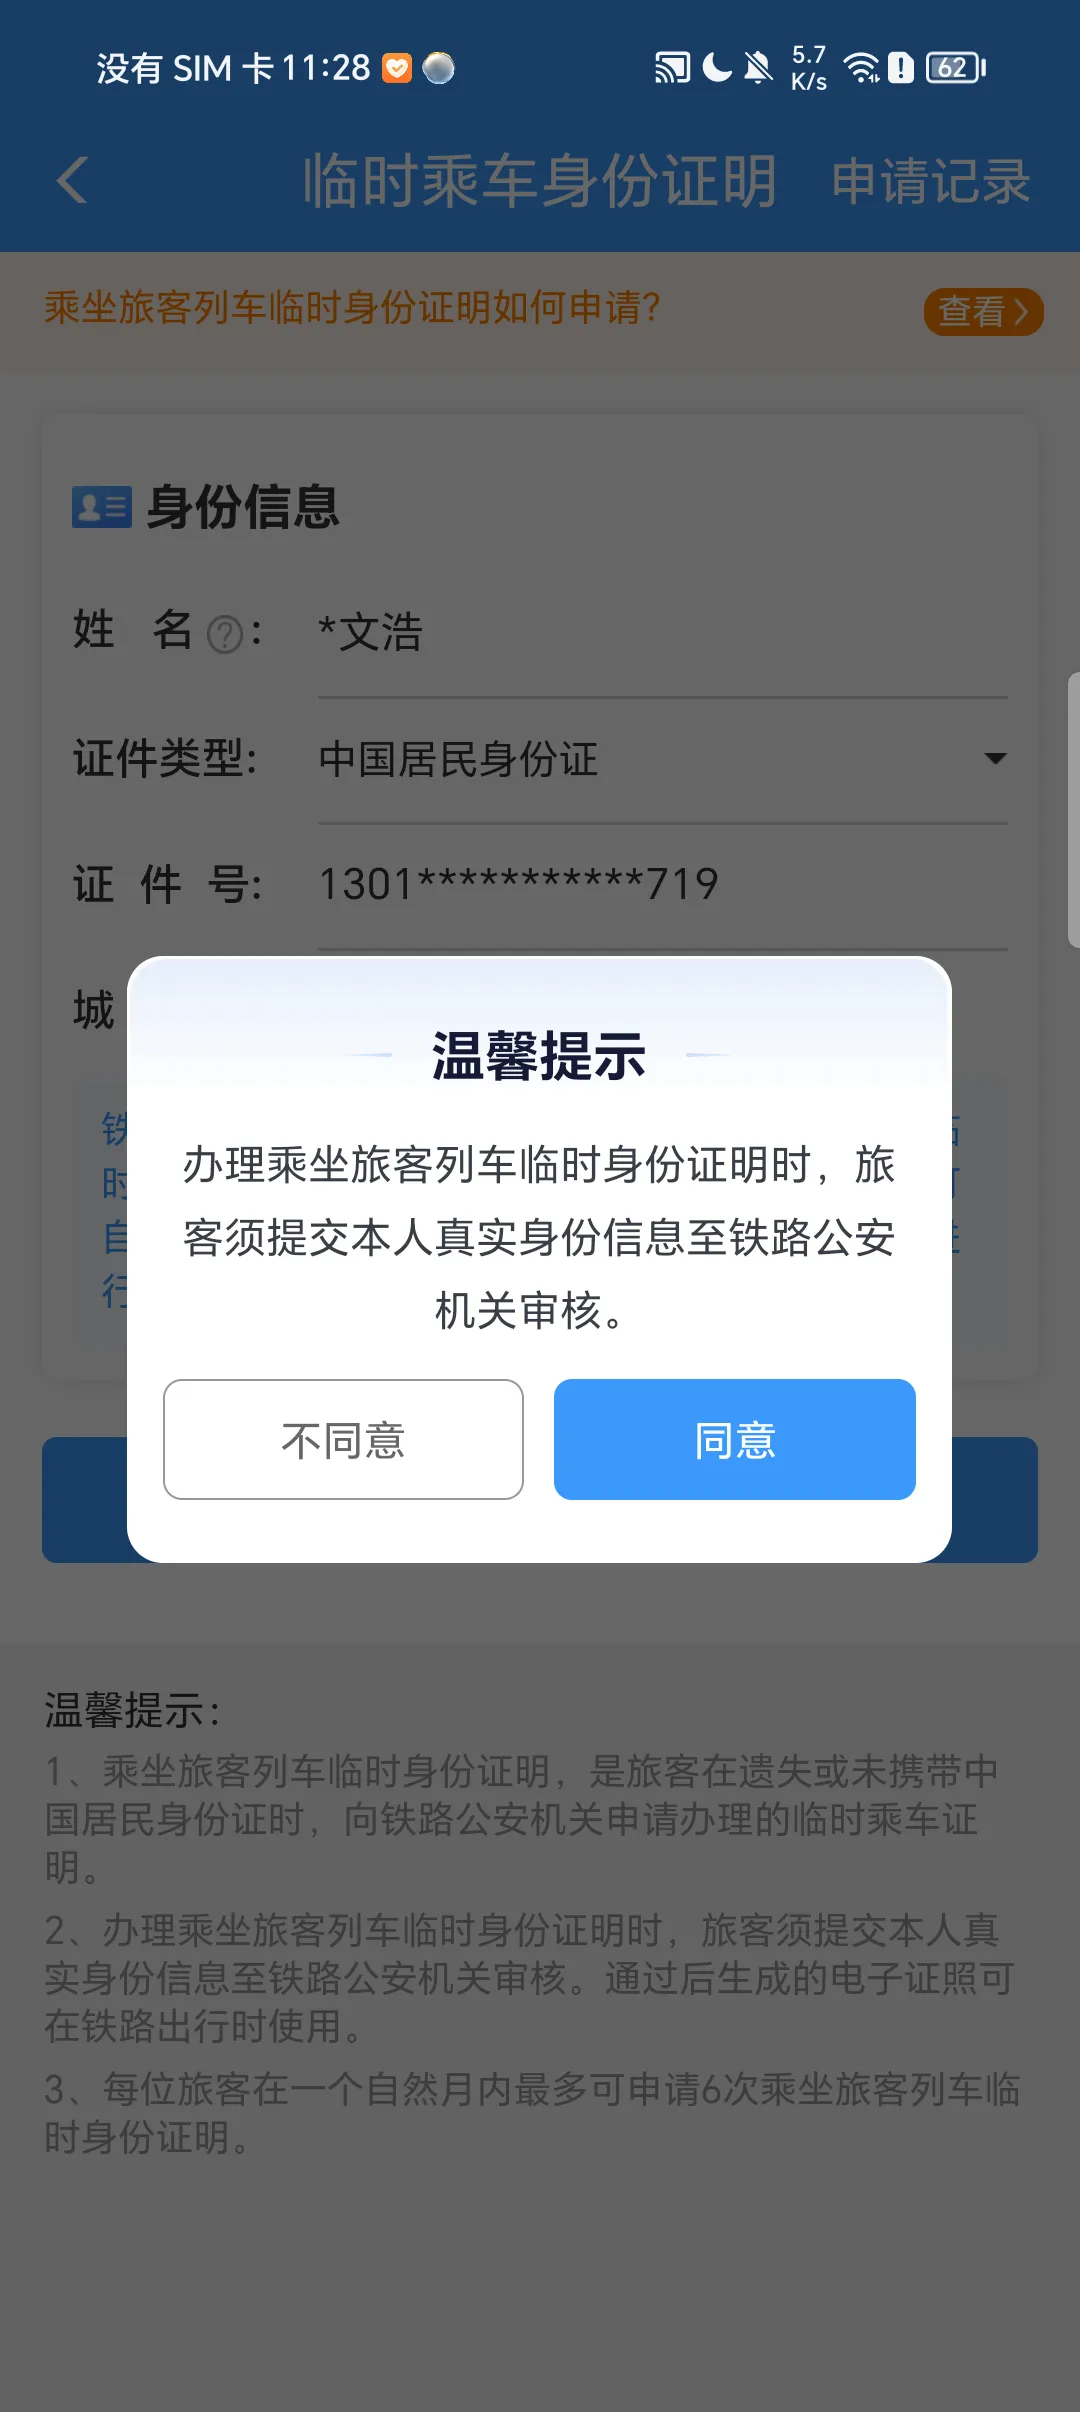 没有 SIM 卡 11:28
5.7 K/s
62
临时乘车身份证明
申请记录
乘坐旅客列车临时身份证明如何申请?
查看
身份信息
姓 名?: *文浩
证件类型: 中国居民身份证
证 件 号: 1301***********719
城
铁
时
自
行
温馨提示
办理乘坐旅客列车临时身份证明时，旅
客须提交本人真实身份信息至铁路公安
机关审核。
不同意
同意
温馨提示：
1、乘坐旅客列车临时身份证明，是旅客在遗失或未携带中
国居民身份证时，向铁路公安机关申请办理的临时乘车证
明。
2、办理乘坐旅客列车临时身份证明时，旅客须提交本人真
实身份信息至铁路公安机关审核。通过后生成的电子证照可
在铁路出行时使用。
3、每位旅客在一个自然月内最多可申请6次乘坐旅客列车临
时身份证明。